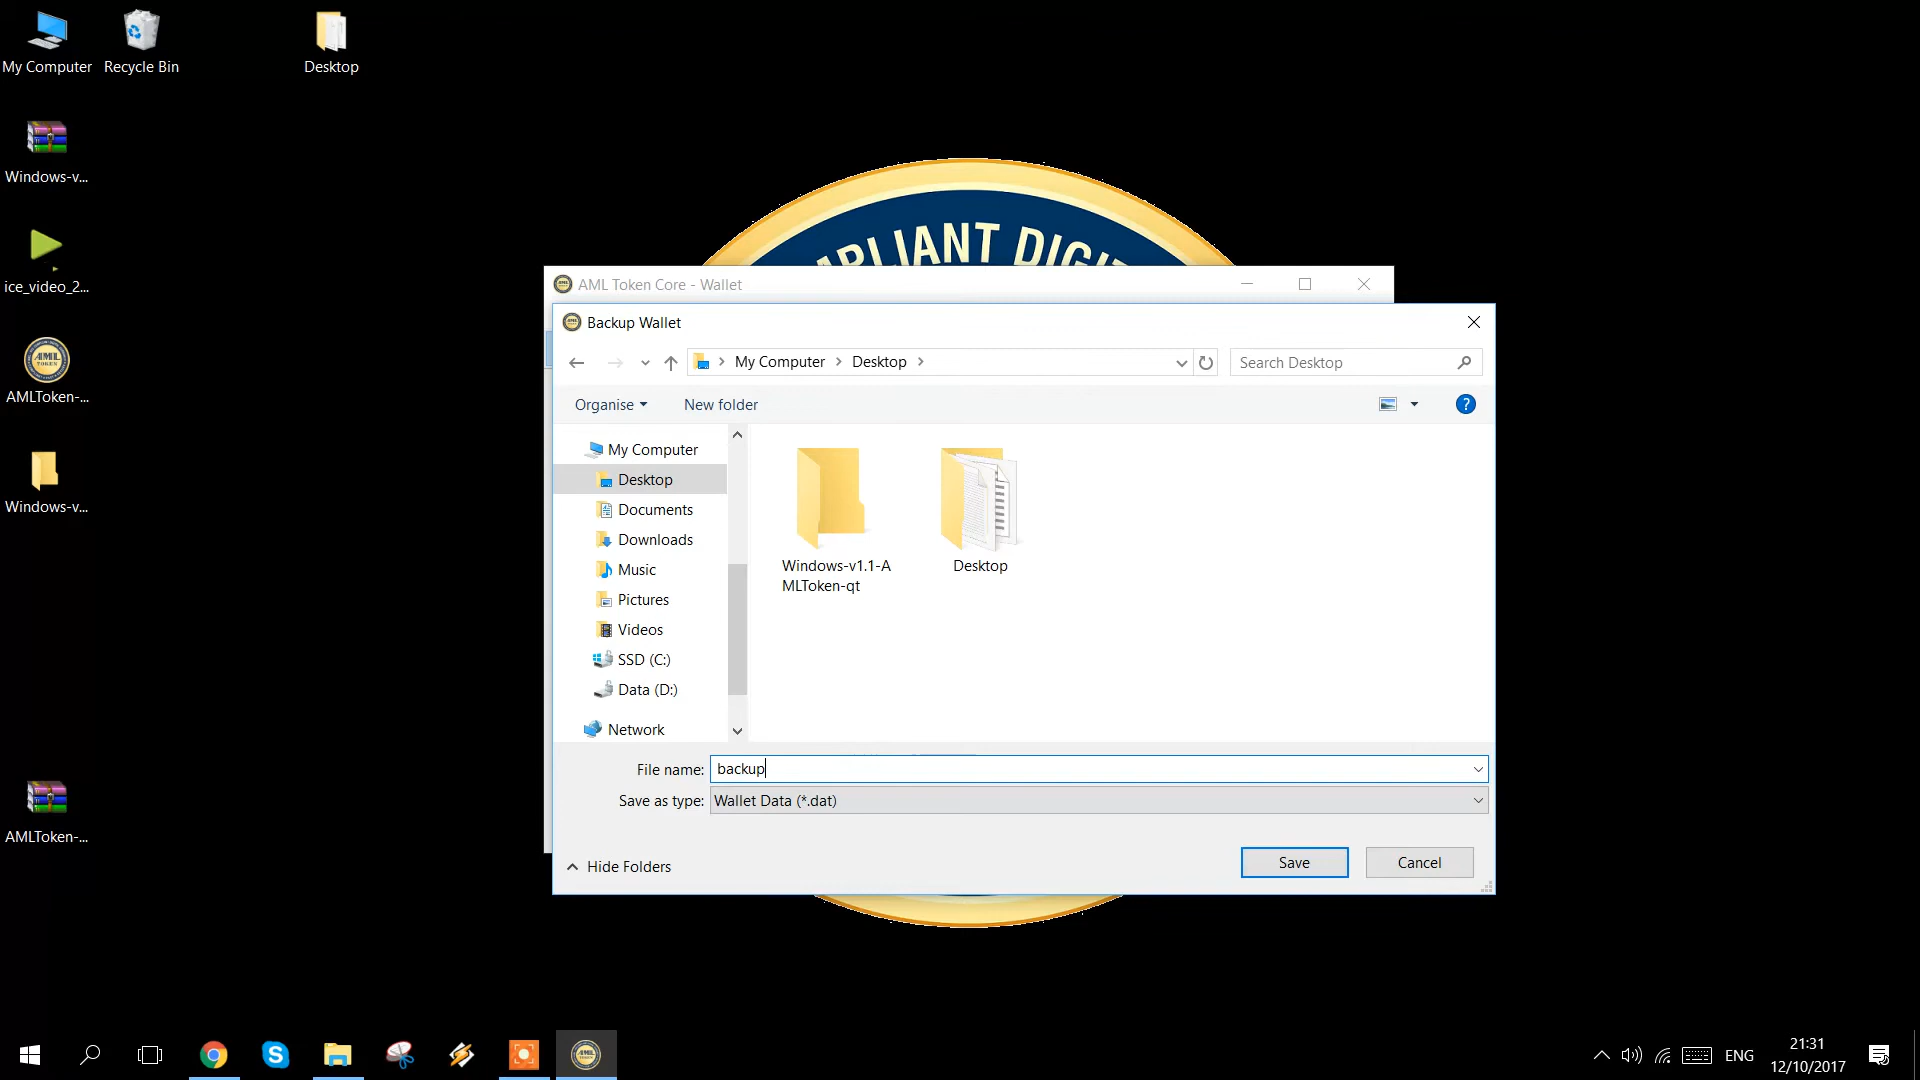 My Computer
Recycle Bin
Desktop
Windows-v...
ice_video_2...
AMLToken-...
Windows-v...
AMLToken-...
PLIANT DIGI
AML Token Core - Wallet
Backup Wallet
My Computer
Desktop
Search Desktop
Organise
New folder
My Computer
Desktop
Documents
Downloads
Music
Pictures
Videos
SSD (C:)
Data (D:)
Network
Windows-v1.1-A
MLToken-qt
Desktop
File name: backup
Save as type: Wallet Data (*.dat)
Hide Folders
Save
Cancel
ENG
21:31
12/10/2017